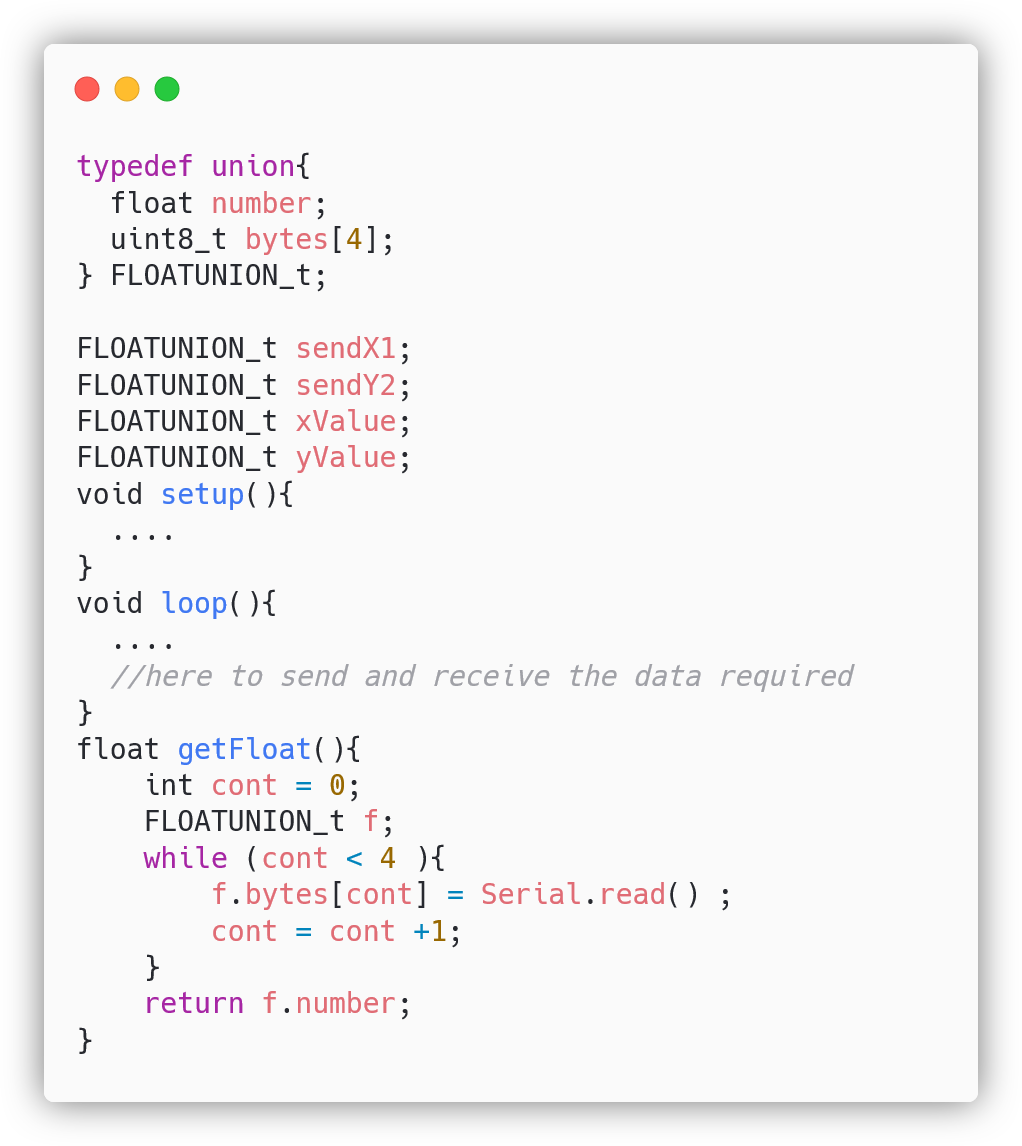 typedef union{
  float number;
  uint8_t bytes[4];
} FLOATUNION_t;

FLOATUNION_t sendX1;
FLOATUNION_t sendY2;
FLOATUNION_t xValue;
FLOATUNION_t yValue;
void setup(){
  ....
}
void loop(){
  ....
  //here to send and receive the data required
}
float getFloat(){
    int cont = 0;
    FLOATUNION_t f;
    while (cont < 4 ){
        f.bytes[cont] = Serial.read() ;
        cont = cont +1;
    }
    return f.number;
}